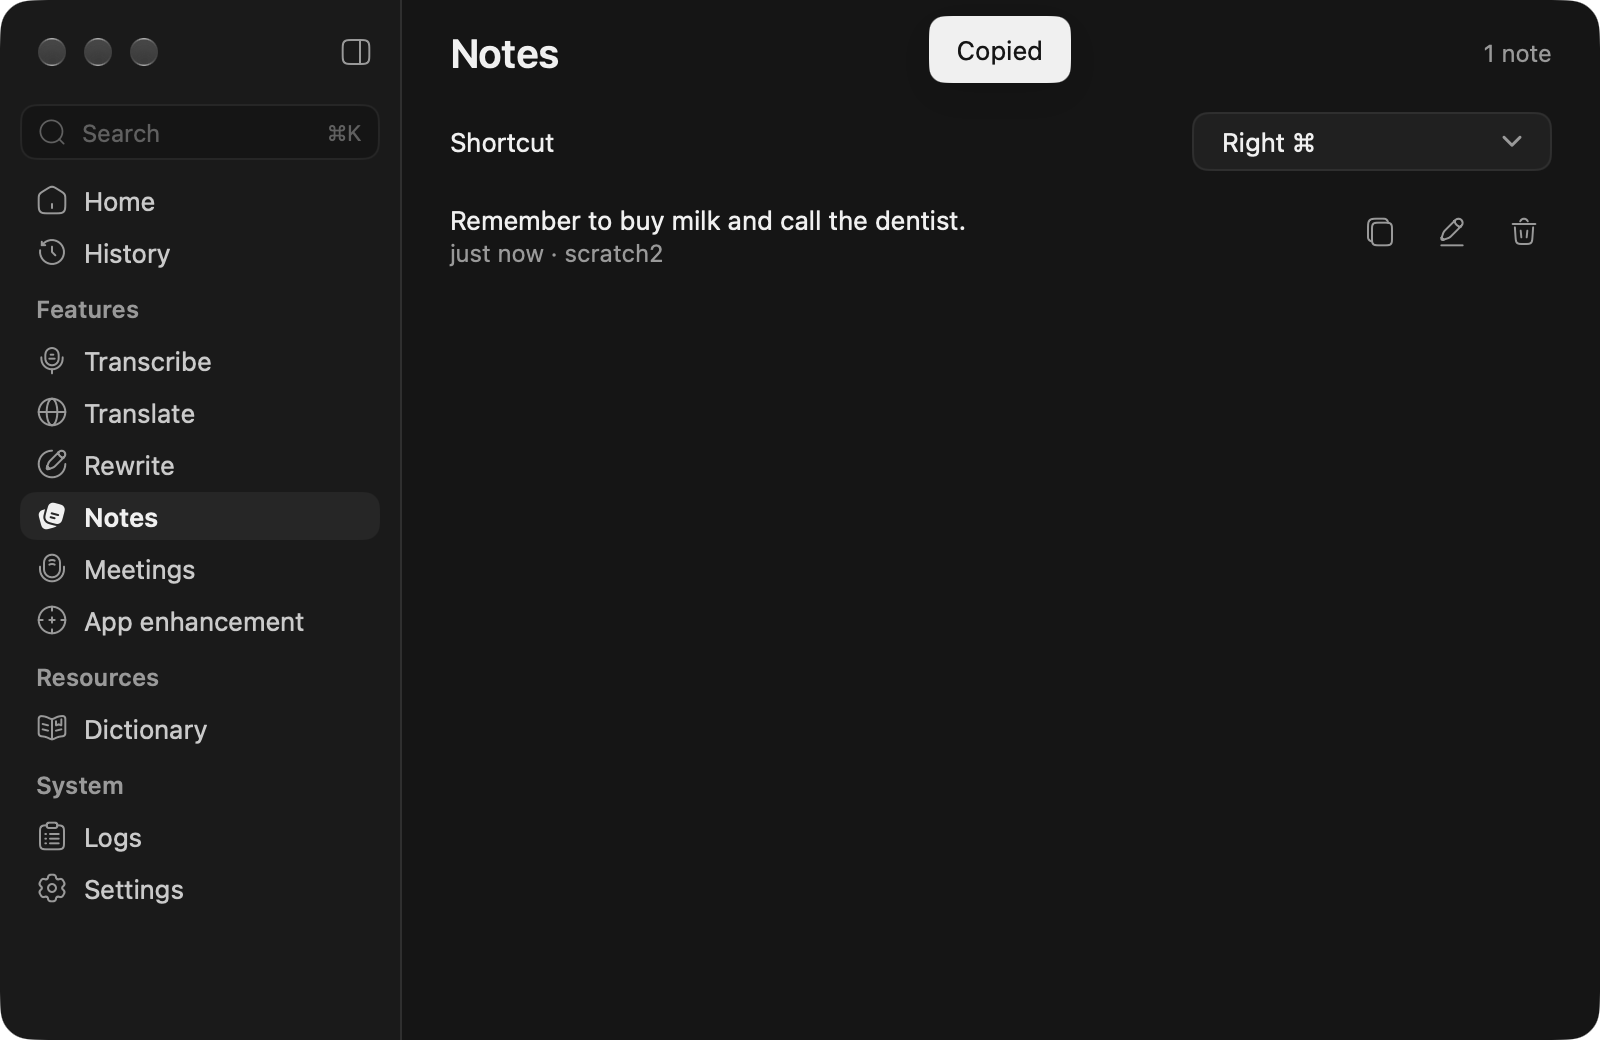 Search ⌘K
Home
History
Features
Transcribe
Translate
Rewrite
Notes
Meetings
App enhancement
Resources
Dictionary
System
Logs
Settings
Notes
Copied
1 note
Shortcut
Right ⌘
Remember to buy milk and call the dentist.
just now · scratch2